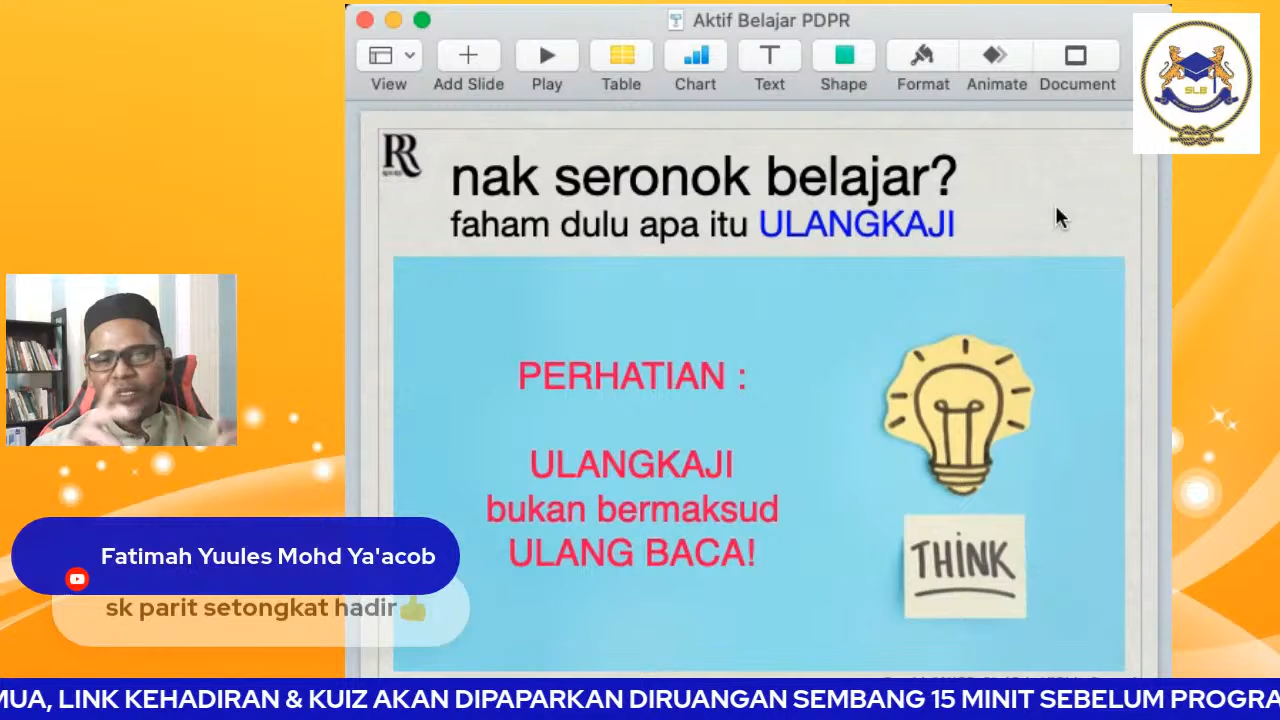 Aktif Belajar PDPR
View Add Slide Play Table Chart Text Shape Format Animate Document
SLB
RR
nak seronok belajar?
faham dulu apa itu ULANGKAJI
PERHATIAN :
ULANGKAJI
bukan bermaksud
ULANG BACA!
THINK
Fatimah Yuules Mohd Ya'acob
sk parit setongkat hadir👍
MUA, LINK KEHADIRAN & KUIZ AKAN DIPAPARKAN DIRUANGAN SEMBANG 15 MINIT SEBELUM PROGRA